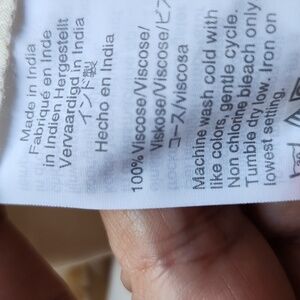 Made in India
Fabriqué en Inde
in Indien Hergestellt
Vervaardigd in India
インド製
Hecho en India
100% Viscose/Viscose/
Viskose/Viscose/ビス
コース/viscosa
Machine wash cold with
like colors, gentle cycle.
Non chlorine bleach only
Tumble dry low. Iron on
lowest setting.